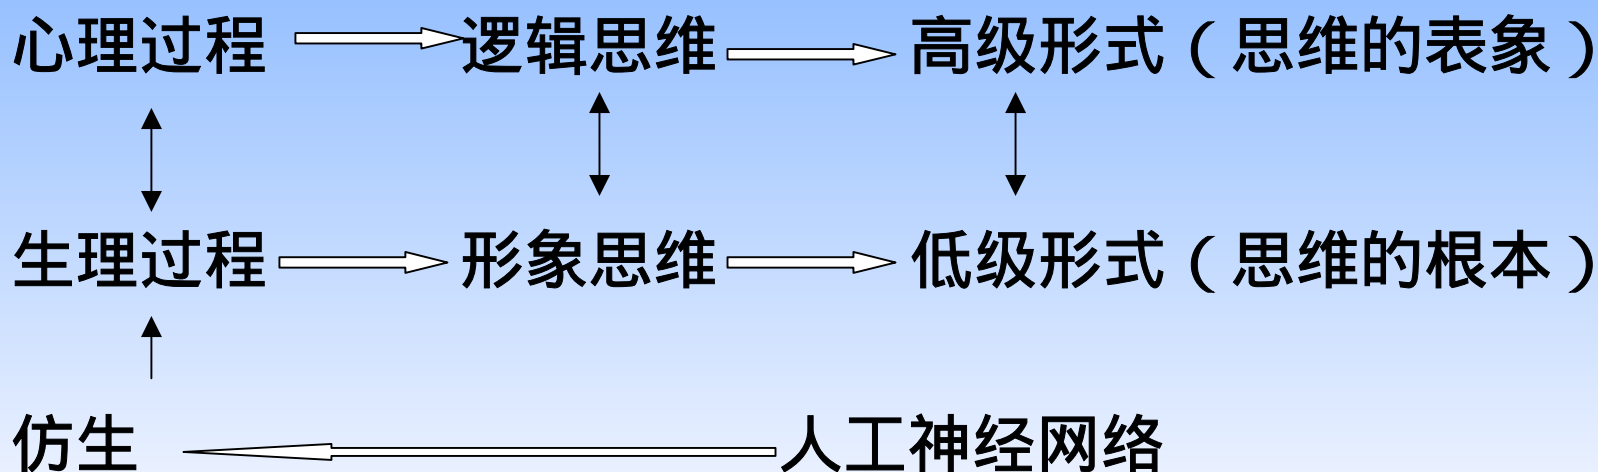 心理过程 逻辑思维 高级形式（思维的表象）
生理过程 形象思维 低级形式（思维的根本）
仿生 人工神经网络